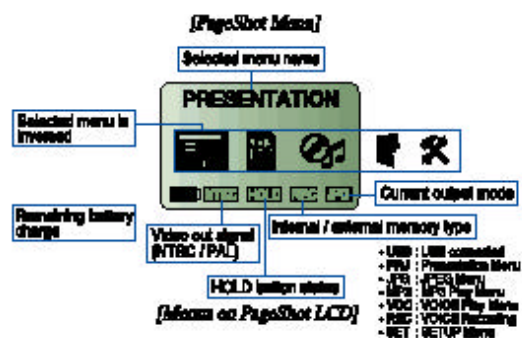 [PageShot Menu]
Selected menu name
PRESENTATION
Selected menu is
inversed
Current output mode
Remaining battery
charge
Video out signal
(NTSC / PAL)
Internal / external memory type
HOLD
HOLD button status
[Menus on PageShot LCD]
• USB : USB connected
: Presentation Menu
• JPG : JPEG Menu
• MP3 : MP3 Play Menu
• VOC : VOICE Play Menu
• REC : VOICE Recording
• SET : SETUP Menu